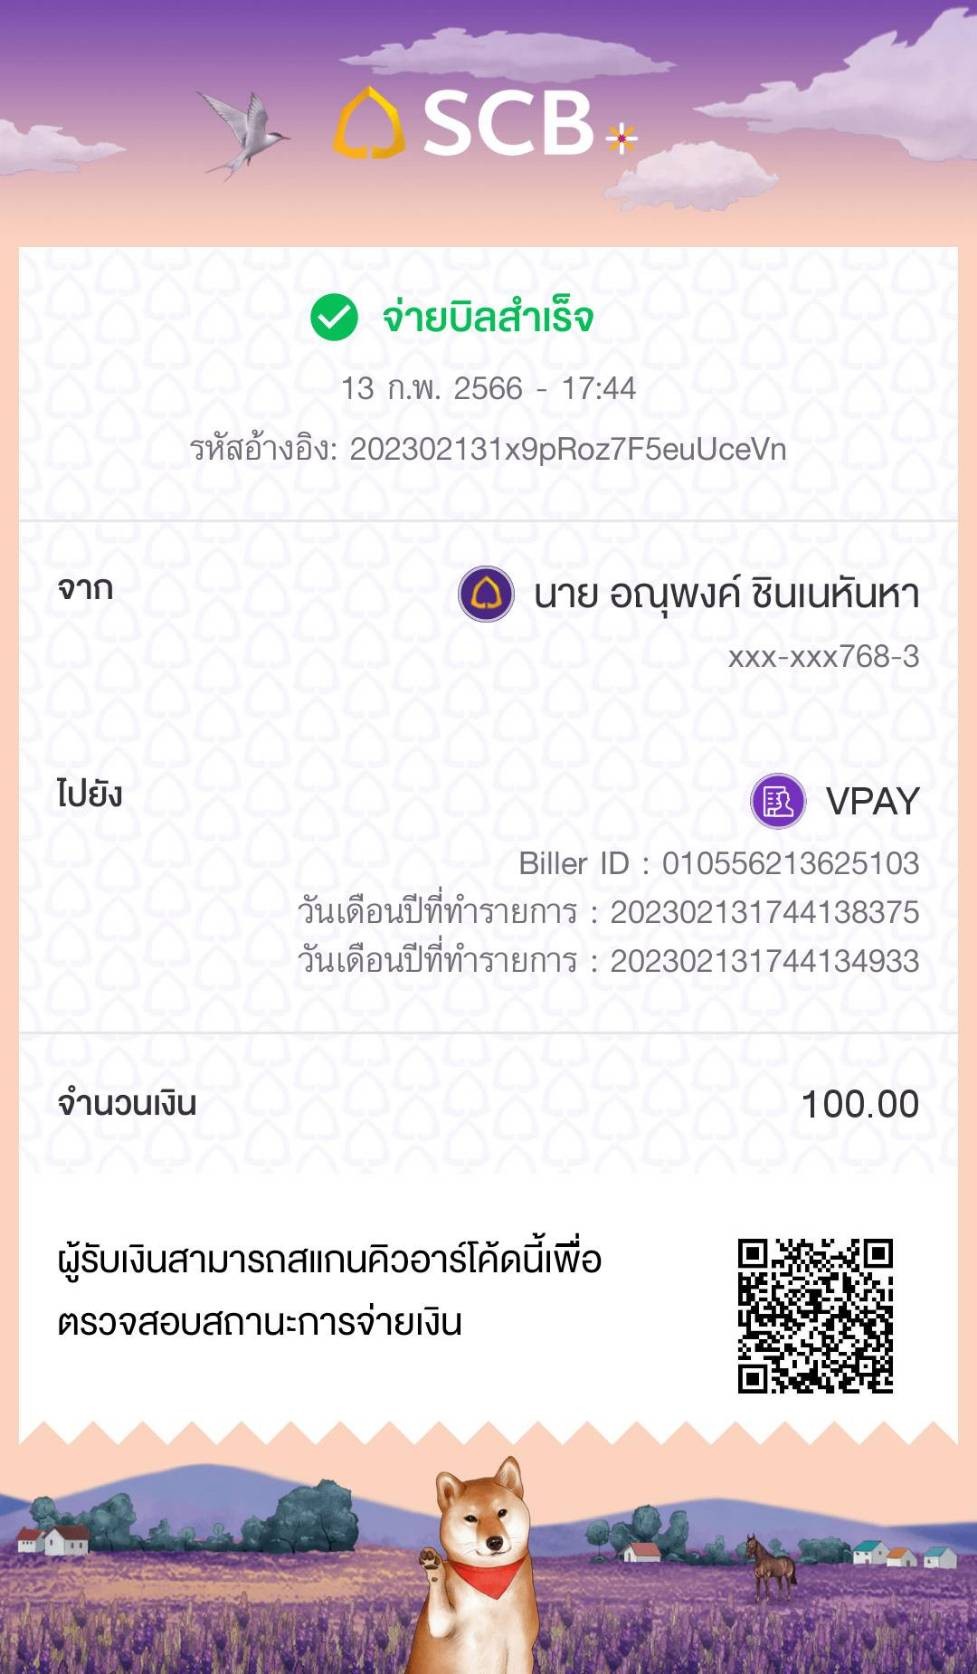 SCB
จ่ายบิลสำเร็จ
13 ก.พ. 2566 - 17:44
รหัสอ้างอิง: 202302131x9pRoz7F5euUceVn
จาก
นาย อณุพงศ์ ชินเนหันหา
xxx-xxx768-3
ไปยัง
VPAY
Biller ID : 010556213625103
วันเดือนปีที่ทำรายการ : 202302131744138375
วันเดือนปีที่ทำรายการ : 202302131744134933
จำนวนเงิน
100.00
ผู้รับเงินสามารถสแกนคิวอาร์โค้ดนี้เพื่อ
ตรวจสอบสถานะการจ่ายเงิน